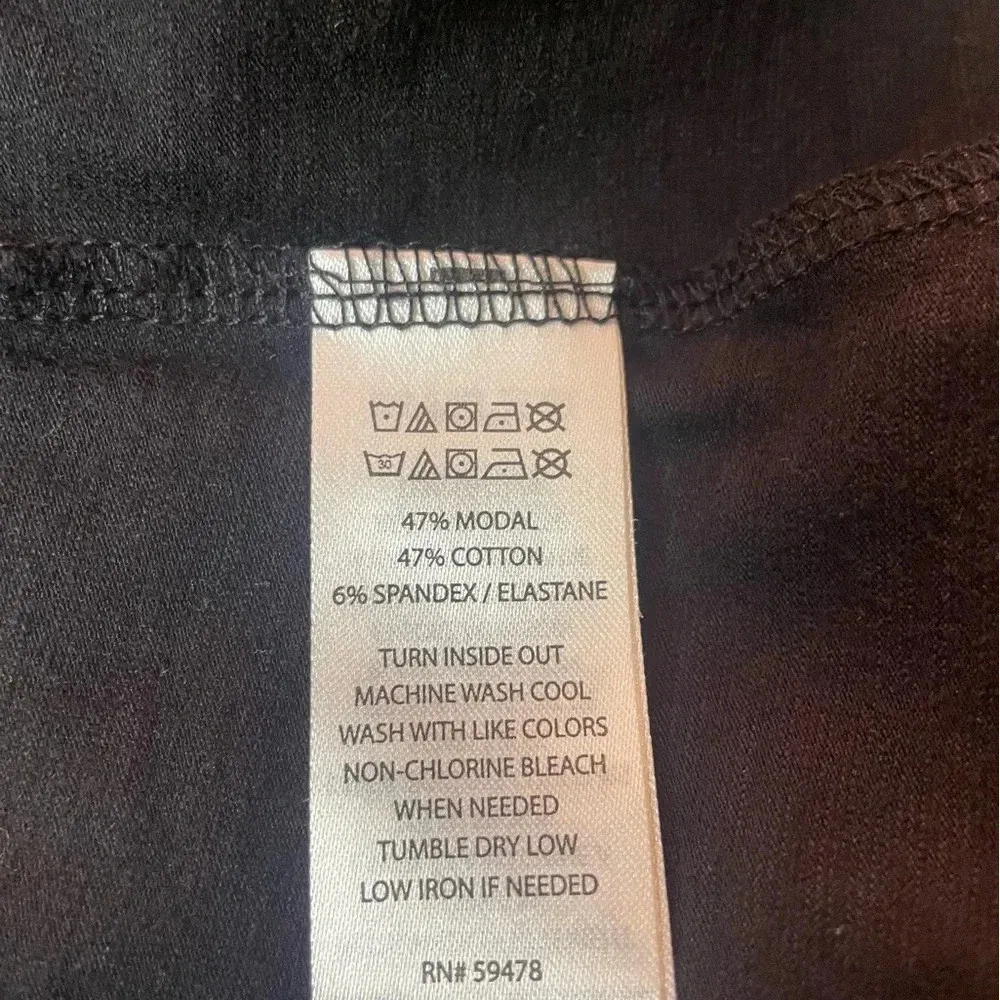 30
47% MODAL
47% COTTON
6% SPANDEX / ELASTANE
TURN INSIDE OUT
MACHINE WASH COOL
WASH WITH LIKE COLORS
NON-CHLORINE BLEACH
WHEN NEEDED
TUMBLE DRY LOW
LOW IRON IF NEEDED
RN# 59478